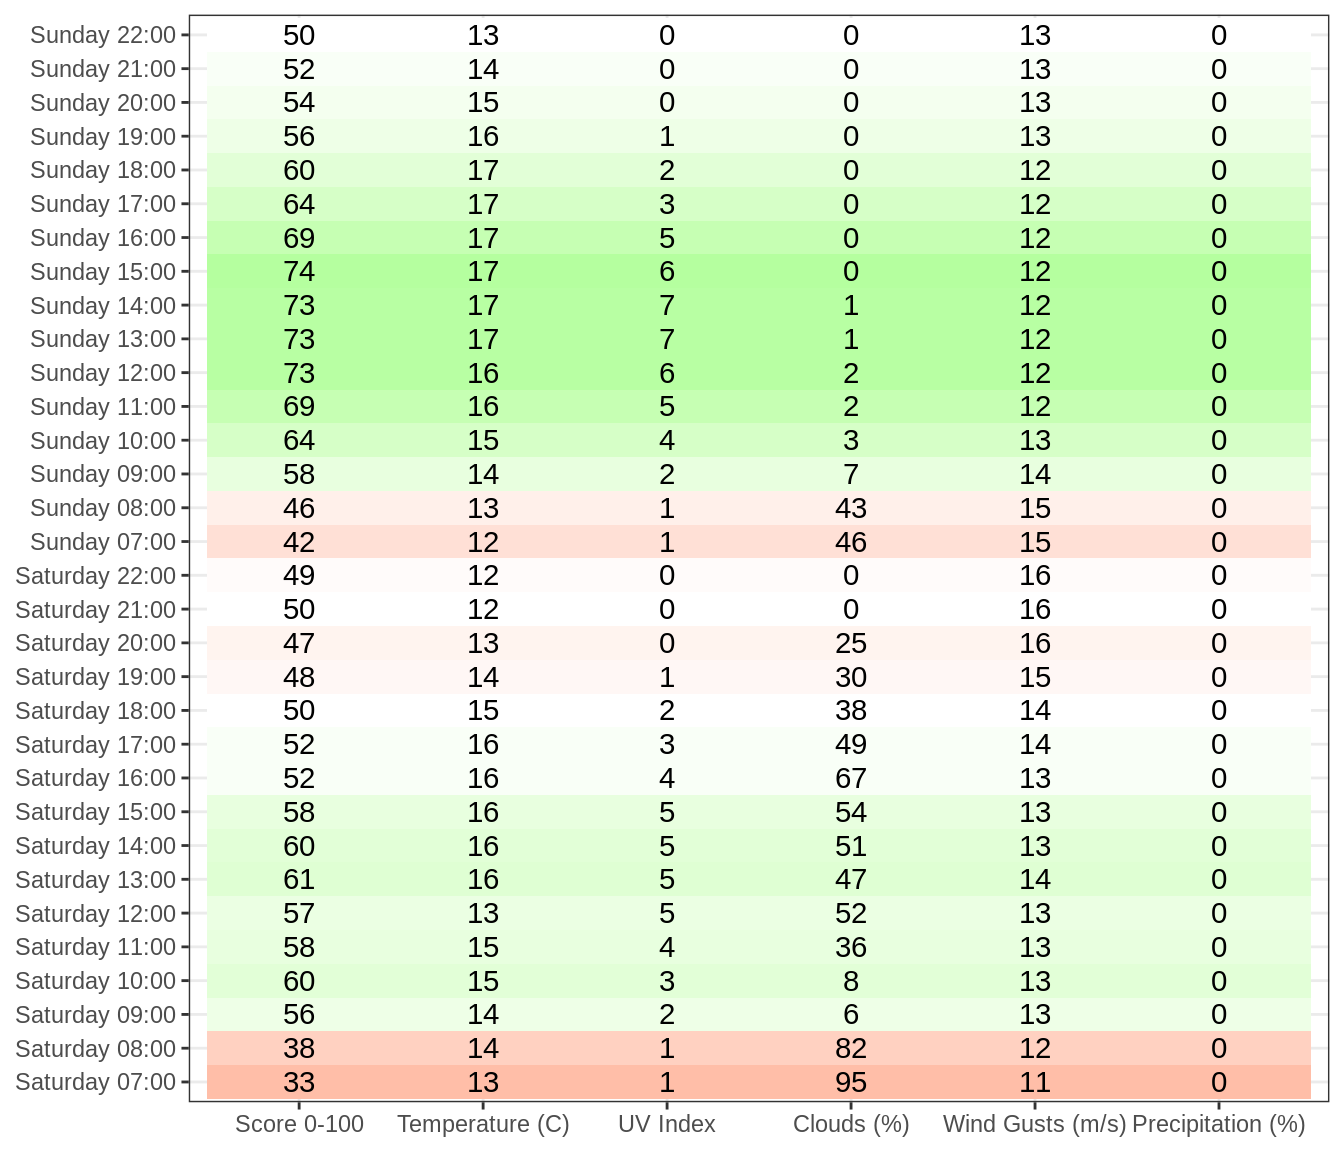 Sunday 22:00 50 13 0 0 13 0
Sunday 21:00 52 14 0 0 13 0
Sunday 20:00 54 15 0 0 13 0
Sunday 19:00 56 16 1 0 13 0
Sunday 18:00 60 17 2 0 12 0
Sunday 17:00 64 17 3 0 12 0
Sunday 16:00 69 17 5 0 12 0
Sunday 15:00 74 17 6 0 12 0
Sunday 14:00 73 17 7 1 12 0
Sunday 13:00 73 17 7 1 12 0
Sunday 12:00 73 16 6 2 12 0
Sunday 11:00 69 16 5 2 12 0
Sunday 10:00 64 15 4 3 13 0
Sunday 09:00 58 14 2 7 14 0
Sunday 08:00 46 13 1 43 15 0
Sunday 07:00 42 12 1 46 15 0
Saturday 22:00 49 12 0 0 16 0
Saturday 21:00 50 12 0 0 16 0
Saturday 20:00 47 13 0 25 16 0
Saturday 19:00 48 14 1 30 15 0
Saturday 18:00 50 15 2 38 14 0
Saturday 17:00 52 16 3 49 14 0
Saturday 16:00 52 16 4 67 13 0
Saturday 15:00 58 16 5 54 13 0
Saturday 14:00 60 16 5 51 13 0
Saturday 13:00 61 16 5 47 14 0
Saturday 12:00 57 13 5 52 13 0
Saturday 11:00 58 15 4 36 13 0
Saturday 10:00 60 15 3 8 13 0
Saturday 09:00 56 14 2 6 13 0
Saturday 08:00 38 14 1 82 12 0
Saturday 07:00 33 13 1 95 11 0
Score 0-100 Temperature (C) UV Index Clouds (%) Wind Gusts (m/s) Precipitation (%)